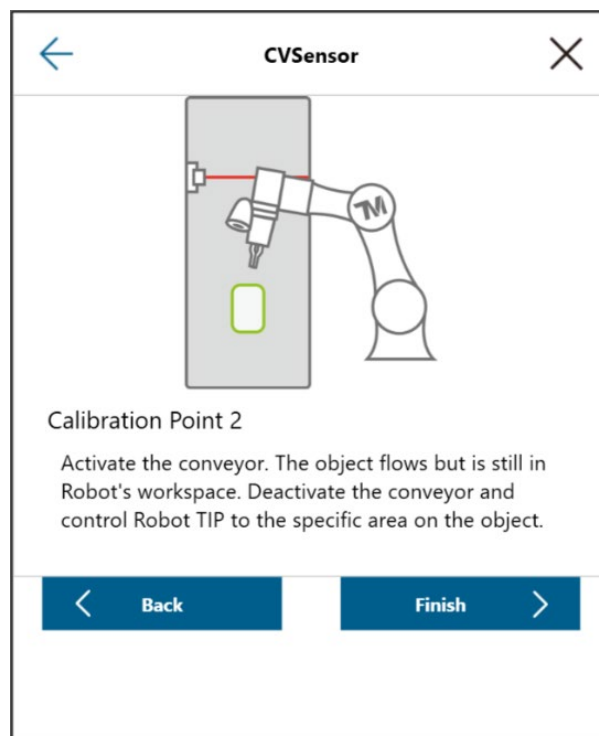 CVSensor
TM
Calibration Point 2
Activate the conveyor. The object flows but is still in
Robot's workspace. Deactivate the conveyor and
control Robot TIP to the specific area on the object.
Back
Finish